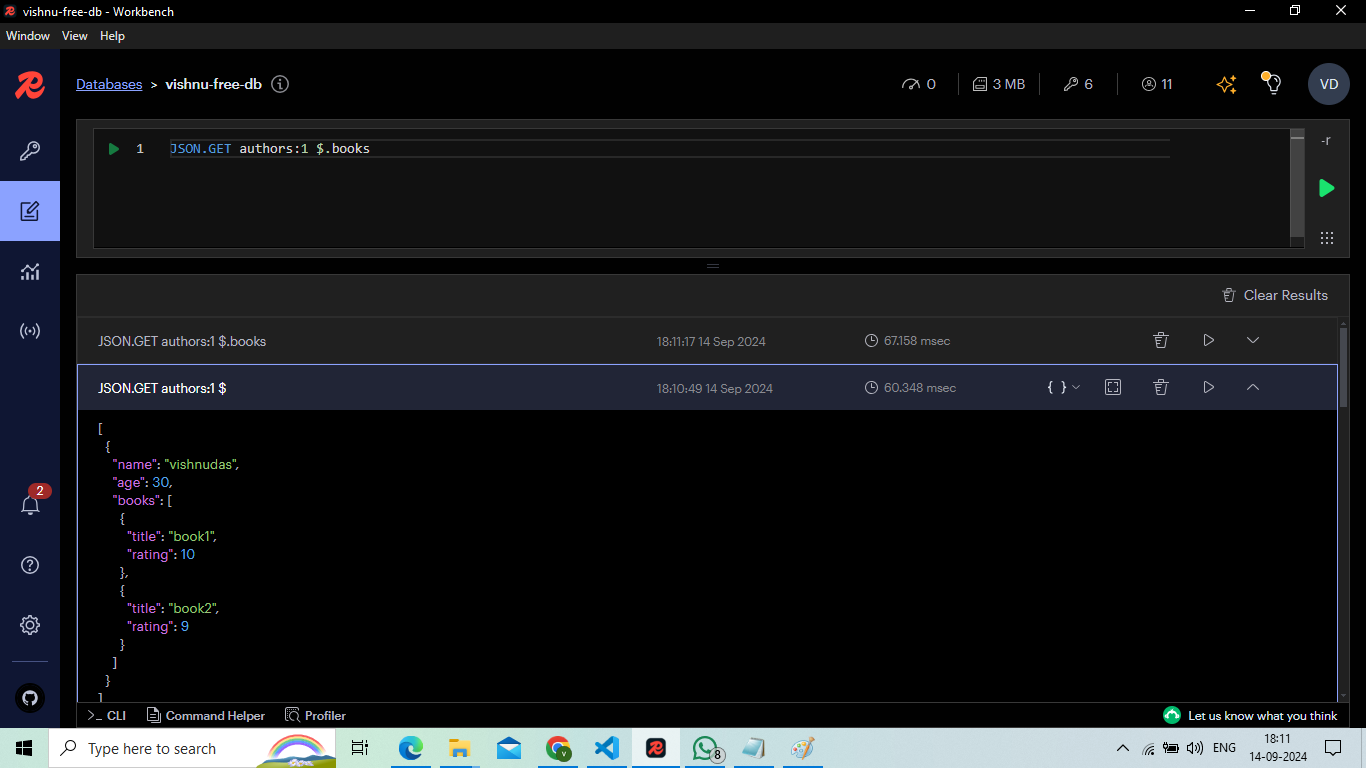 vishnu-free-db - Workbench
Window View Help
Databases > vishnu-free-db
0 3 MB 6 11 VD
1 JSON.GET authors:1 $.books
-r
Clear Results
JSON.GET authors:1 $.books 18:11:17 14 Sep 2024 67.158 msec
JSON.GET authors:1 $ 18:10:49 14 Sep 2024 60.348 msec { }
[
{
"name": "vishnudas",
"age": 30,
"books": [
{
"title": "book1",
"rating": 10
},
{
"title": "book2",
"rating": 9
}
]
}
]
2
>_ CLI Command Helper Profiler Let us know what you think
Type here to search 8 ENG 18:11
14-09-2024